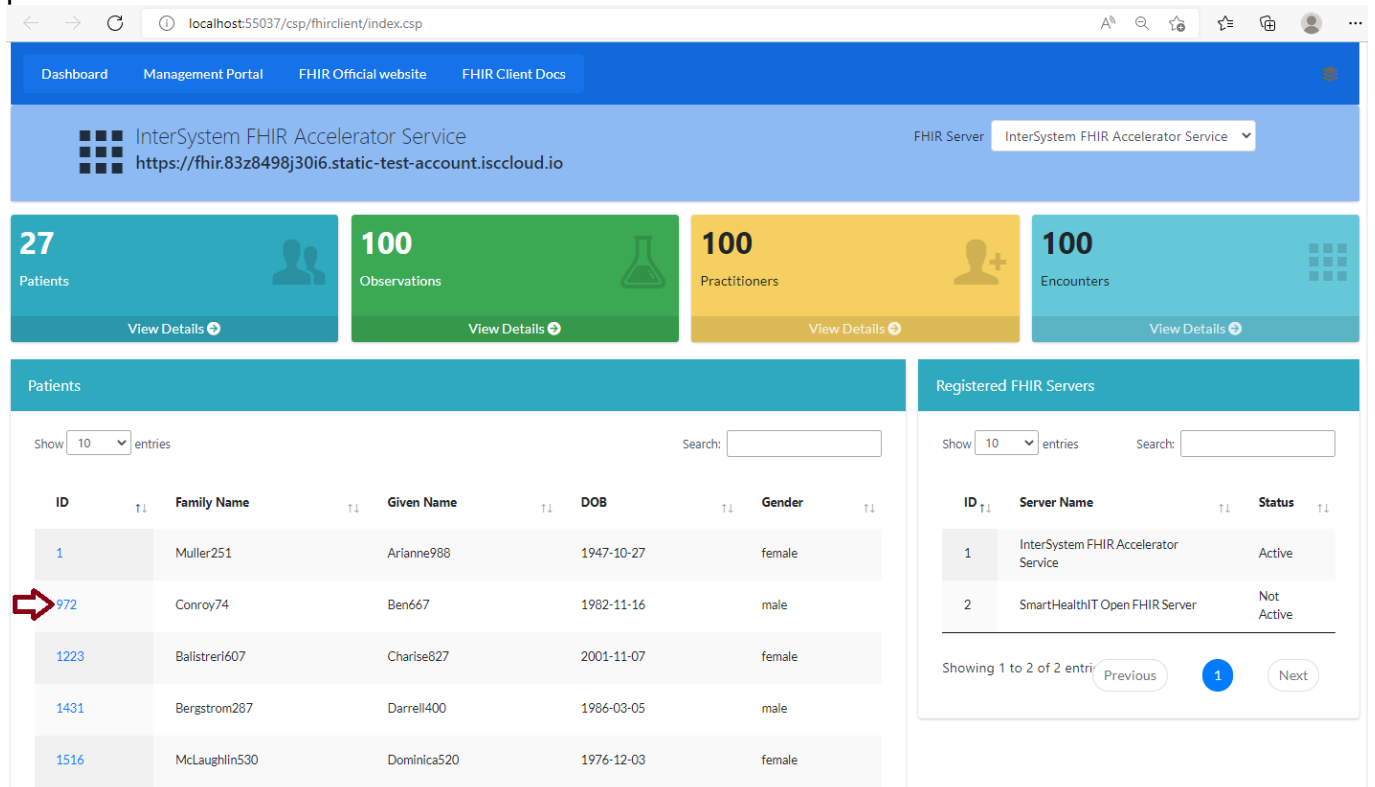 localhost:55037/csp/fhirclient/index.csp
Dashboard Management Portal FHIR Official website FHIR Client Docs
InterSystem FHIR Accelerator Service
https://fhir.83z8498j30i6.static-test-account.isccloud.io
FHIR Server InterSystem FHIR Accelerator Service
27
Patients
View Details
100
Observations
View Details
100
Practitioners
View Details
100
Encounters
View Details
Patients
Show 10 entries Search:
ID Family Name Given Name DOB Gender
1 Muller251 Arianne988 1947-10-27 female
972 Conroy74 Ben667 1982-11-16 male
1223 Balistreri607 Charise827 2001-11-07 female
1431 Bergstrom287 Darrell400 1986-03-05 male
1516 McLaughlin530 Dominica520 1976-12-03 female
Registered FHIR Servers
Show 10 entries Search:
ID Server Name Status
1 InterSystem FHIR Accelerator Service Active
2 SmartHealthIT Open FHIR Server Not Active
Showing 1 to 2 of 2 entri
Previous 1 Next